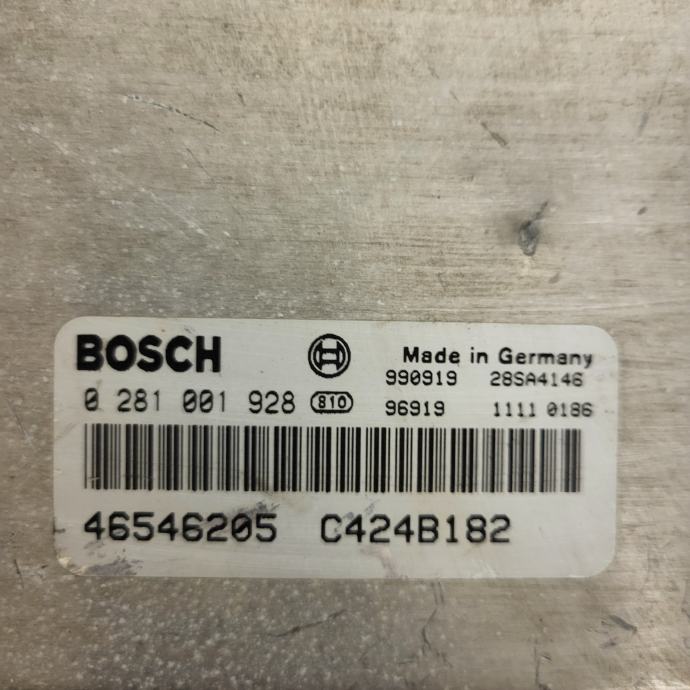 BOSCH Made in Germany
990919 28SA4146
0 281 001 928 810 96919 1111 0186
46546205 C424B182